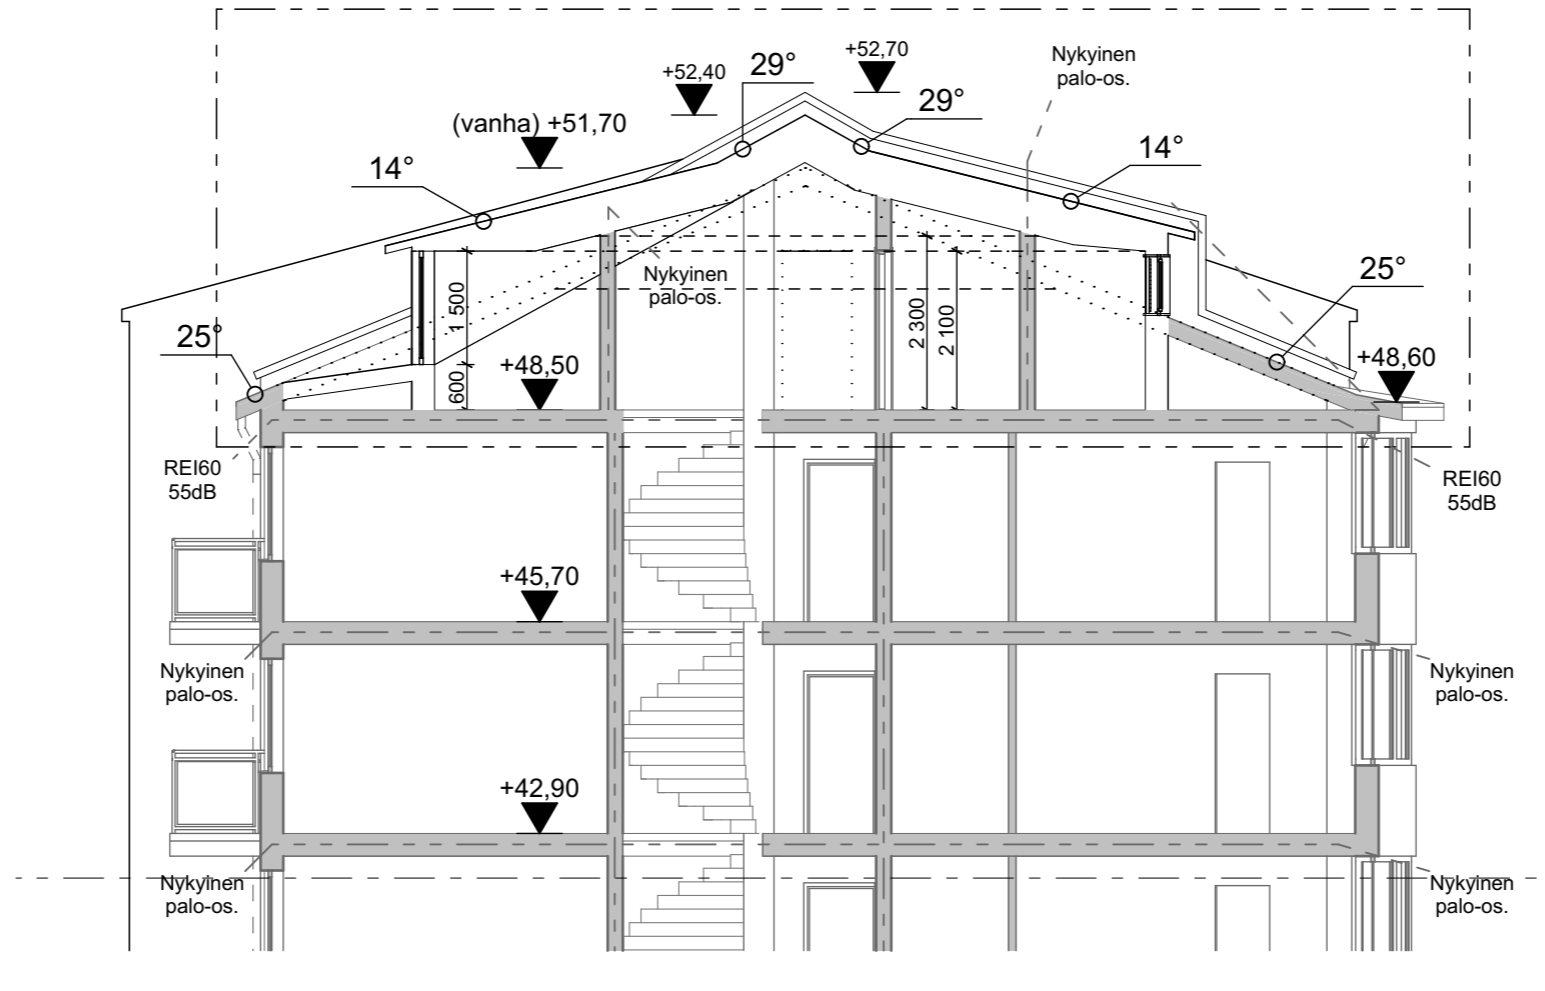 +52,70
Nykyinen
palo-os.
+52,40
29°
29°
(vanha) +51,70
14°
14°
Nykyinen
palo-os.
25°
25°
1 500
2 300
2 100
600
+48,50
+48,60
REI60
55dB
REI60
55dB
+45,70
Nykyinen
palo-os.
Nykyinen
palo-os.
+42,90
Nykyinen
palo-os.
Nykyinen
palo-os.